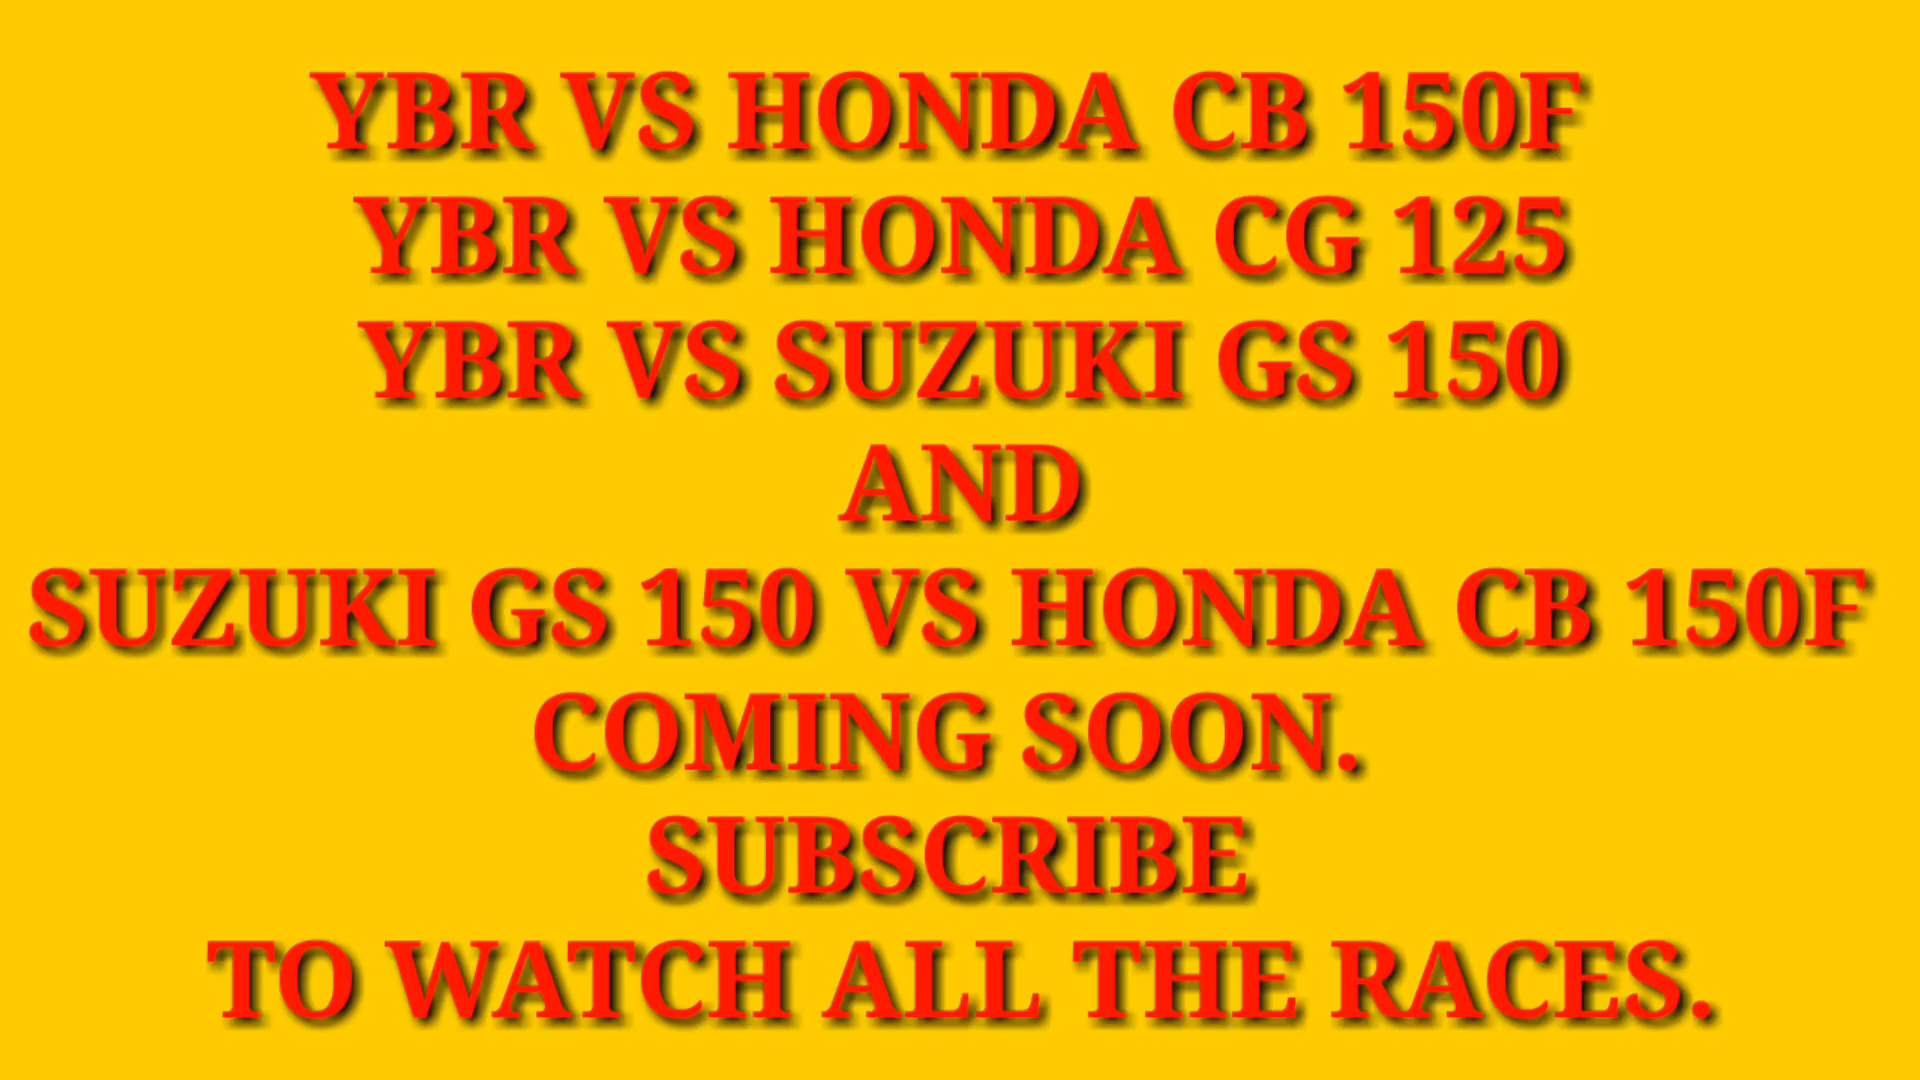 YBR VS HONDA CB 150F
YBR VS HONDA CG 125
YBR VS SUZUKI GS 150
AND
SUZUKI GS 150 VS HONDA CB 150F
COMING SOON.
SUBSCRIBE
TO WATCH ALL THE RACES.